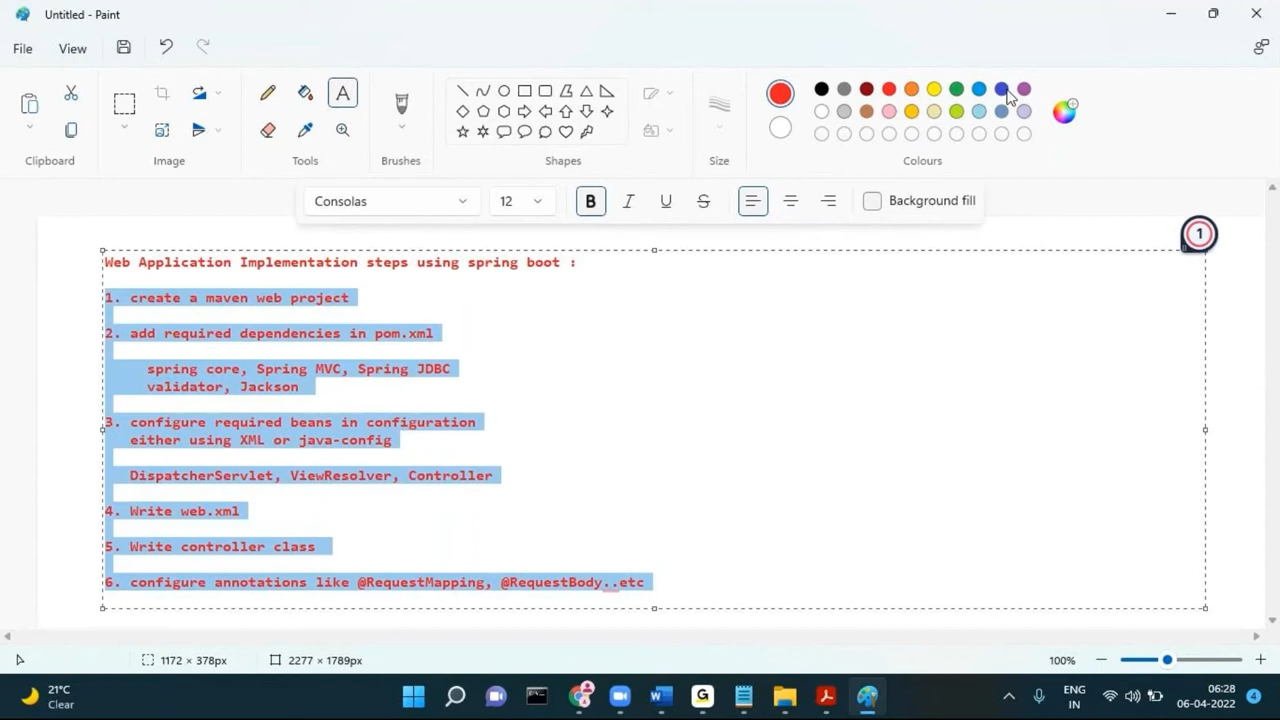 Untitled - Paint
File
View
Clipboard
Image
Tools
Brushes
Shapes
Size
Colours
Consolas
12
B
I
U
S
Background fill
A
1
Web Application Implementation steps using spring boot :
1. create a maven web project
2. add required dependencies in pom.xml
spring core, Spring MVC, Spring JDBC
validator, Jackson
3. configure required beans in configuration
either using XML or java-config
DispatcherServlet, ViewResolver, Controller
4. Write web.xml
5. Write controller class
6. configure annotations like @RequestMapping, @RequestBody..etc
1172 × 378px
2277 × 1789px
100%
21°C
Clear
ENG
IN
06:28
06-04-2022
4